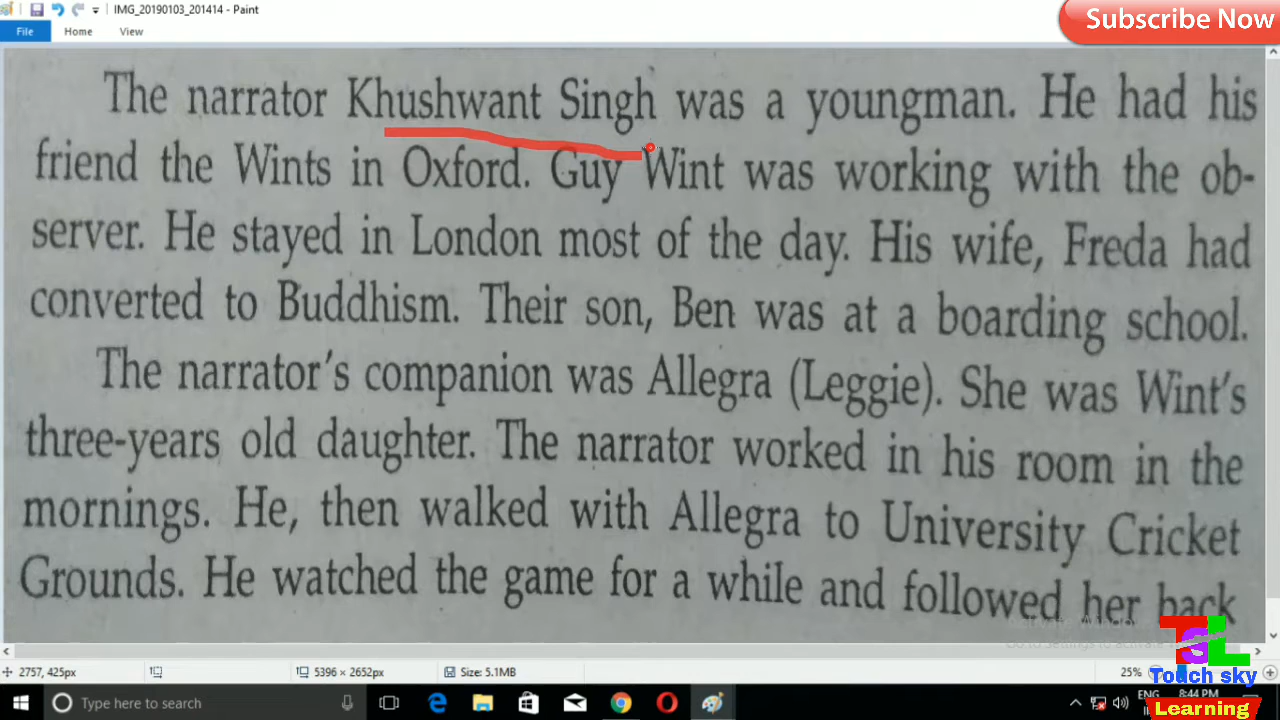 IMG_20190103_201414 - Paint
Subscribe Now
File Home View
The narrator Khushwant Singh was a youngman. He had his
friend the Wints in Oxford. Guy Wint was working with the ob-
server. He stayed in London most of the day. His wife, Freda had
converted to Buddhism. Their son, Ben was at a boarding school.
The narrator's companion was Allegra (Leggie). She was Wint's
three-years old daughter. The narrator worked in his room in the
mornings. He, then walked with Allegra to University Cricket
Grounds. He watched the game for a while and followed her back
TSL
2757, 425px 5396 × 2652px Size: 5.1MB 25%
Touch sky
Learning
Type here to search
ENG 8:44 PM